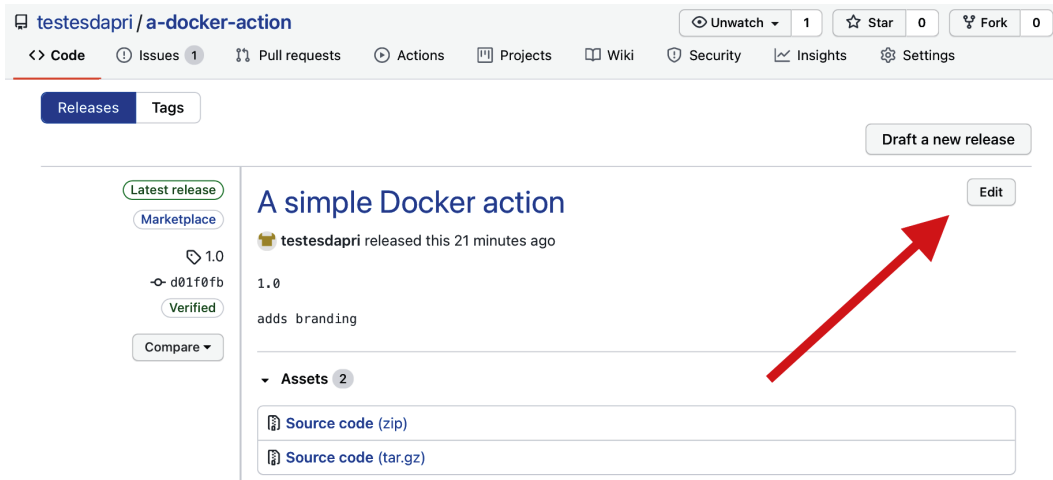 testesdapri / a-docker-action
Unwatch 1 Star 0 Fork 0
Code Issues 1 Pull requests Actions Projects Wiki Security Insights Settings
Releases Tags
Draft a new release
Latest release
Marketplace
1.0
d01f0fb
Verified
Compare
A simple Docker action
Edit
testesdapri released this 21 minutes ago
1.0
adds branding
Assets 2
Source code (zip)
Source code (tar.gz)